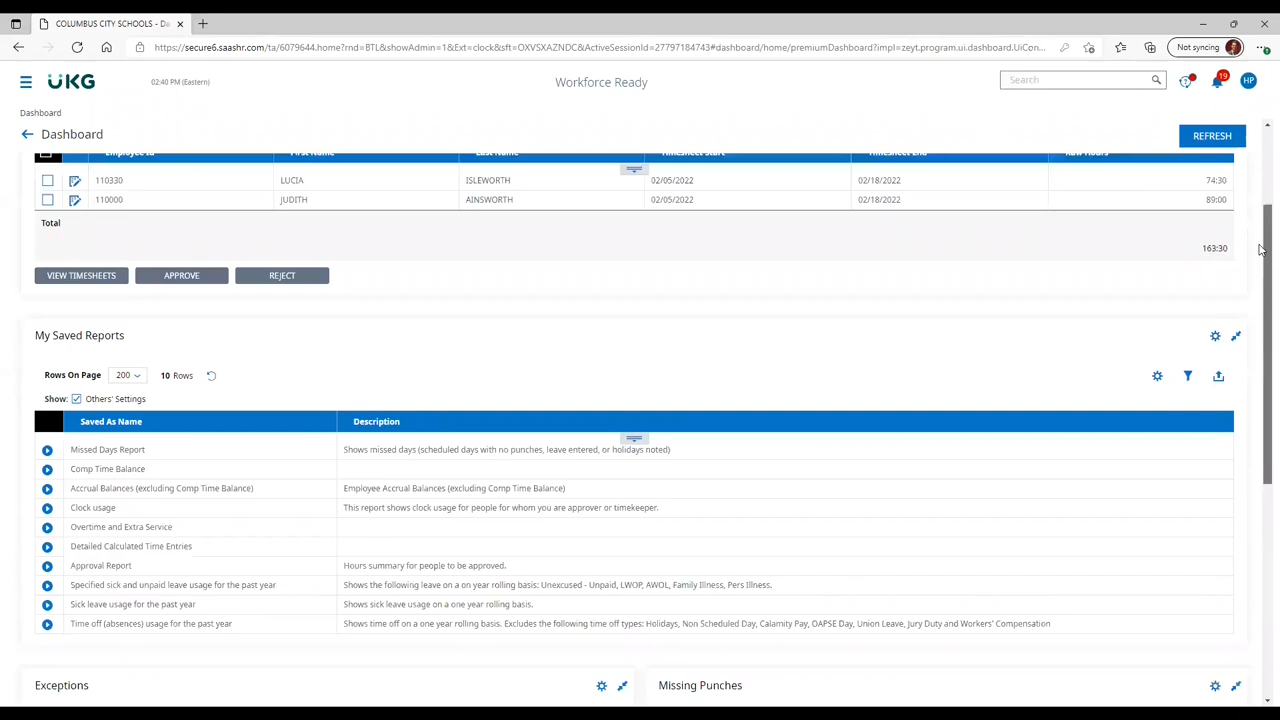 COLUMBUS CITY SCHOOLS - Da
https://secure6.saashr.com/ta/6079644.home?rnd=BTL&showAdmin=1&Ext=clock&sft=OXVSXAZNDC&ActiveSessionId=27797184743#dashboard/home/premiumDashboard?impl=zeyt.program.ui.dashboard.UiCon...
Not syncing
UKG
02:40 PM (Eastern)
Workforce Ready
Search
19
HP
Dashboard
Dashboard
REFRESH
Employee Id First Name Last Name Timesheet Start Timesheet End Raw Hours
110330 LUCIA ISLEWORTH 02/05/2022 02/18/2022 74:30
110000 JUDITH AINSWORTH 02/05/2022 02/18/2022 89:00
Total
163:30
VIEW TIMESHEETS APPROVE REJECT
My Saved Reports
Rows On Page 200 10 Rows
Show: Others' Settings
Saved As Name Description
Missed Days Report Shows missed days (scheduled days with no punches, leave entered, or holidays noted)
Comp Time Balance
Accrual Balances (excluding Comp Time Balance) Employee Accrual Balances (excluding Comp Time Balance)
Clock usage This report shows clock usage for people for whom you are approver or timekeeper.
Overtime and Extra Service
Detailed Calculated Time Entries
Approval Report Hours summary for people to be approved.
Specified sick and unpaid leave usage for the past year Shows the following leave on a on year rolling basis: Unexcused - Unpaid, LWOP, AWOL, Family Illness, Pers Illness.
Sick leave usage for the past year Shows sick leave usage on a one year rolling basis.
Time off (absences) usage for the past year Shows time off on a one year rolling basis. Excludes the following time off types: Holidays, Non Scheduled Day, Calamity Pay, OAPSE Day, Union Leave, Jury Duty and Workers' Compensation
Exceptions Missing Punches